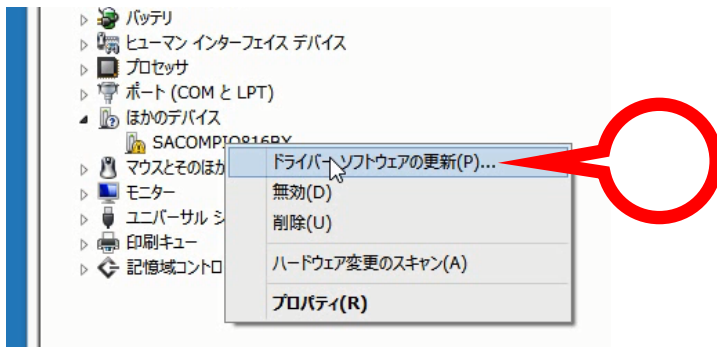 バッテリ
ヒューマン インターフェイス デバイス
プロセッサ
ポート (COM と LPT)
ほかのデバイス
SACOMPIO816BX
マウスとそのほか
モニター
ユニバーサル シ
印刷キュー
記憶域コントロ
ドライバー ソフトウェアの更新(P)...
無効(D)
削除(U)
ハードウェア変更のスキャン(A)
プロパティ(R)